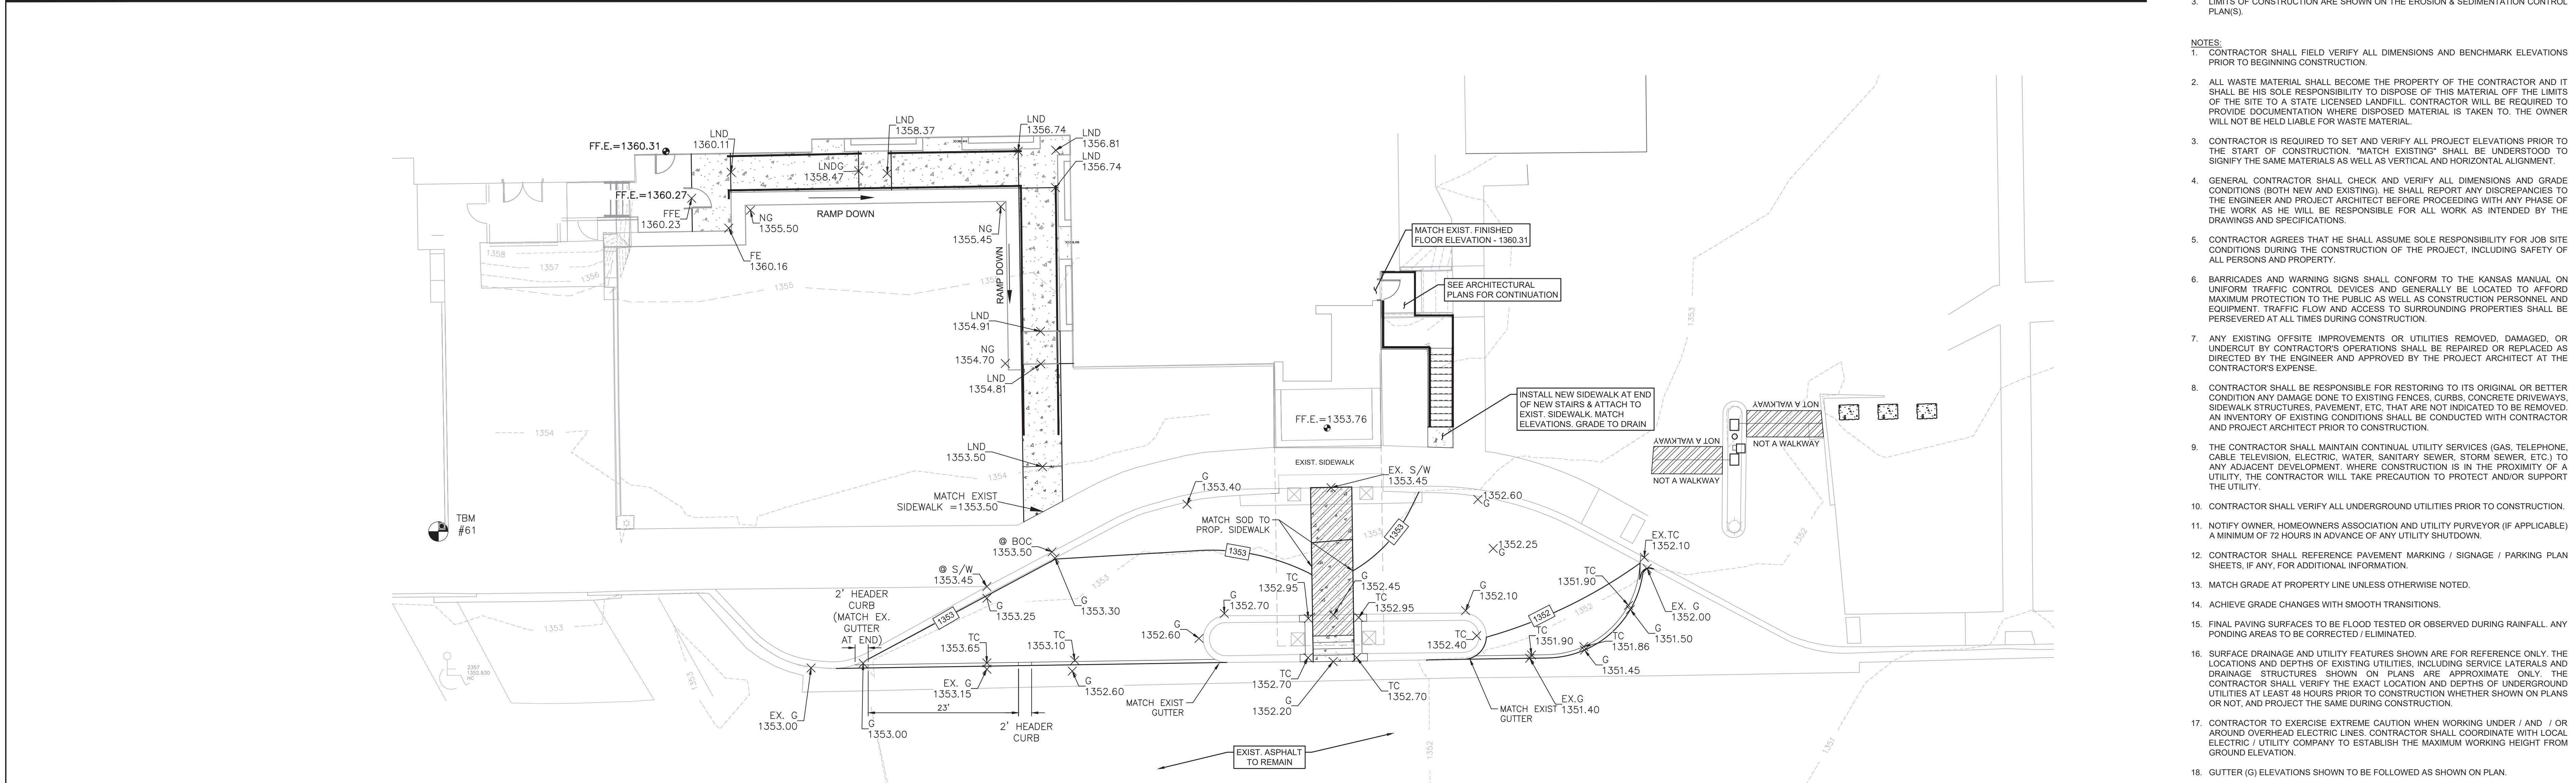 FF.E.=1360.31
LND
1360.11
LND
1358.37
LND
1356.74
LND
1356.81
LND
1356.74
LNDG
1358.47
FF.E.=1360.27
FFE
1360.23
RAMP DOWN
NG
1355.50
NG
1355.45
FE
1360.16
RAMP DOWN
1358
1357
1356
1355
LND
1354.91
NG
1354.70
LND
1354.81
LND
1353.50
MATCH EXIST
SIDEWALK =1353.50
1354
1354
TBM
#61
MATCH EXIST. FINISHED
FLOOR ELEVATION - 1360.31
SEE ARCHITECTURAL
PLANS FOR CONTINUATION
INSTALL NEW SIDEWALK AT END
OF NEW STAIRS & ATTACH TO
EXIST. SIDEWALK. MATCH
ELEVATIONS. GRADE TO DRAIN
FF.E.=1353.76
EXIST. SIDEWALK
EX. S/W
1353.45
G
1353.40
1352.60
G
MATCH SOD TO
PROP. SIDEWALK
1353
1353
1353
1353
1353
1352.25
G
NOT A WALKWAY
NOT A WALKWAY
NOT A WALKWAY
NOT A WALKWAY
1352
@ BOC
1353.50
@ S/W
1353.45
EX.TC
1352.10
2' HEADER
CURB
(MATCH EX.
GUTTER
AT END)
1353
G
1353.25
G
1353.30
TC
1353.65
TC
1353.10
G
1352.60
G
1352.70
TC
1352.95
G
1352.45
TC
1352.95
G
1352.10
TC
1352.40
1352
1352
TC
1351.90
TC
1351.90
EX. G
1352.00
G
1351.50
TC
1351.86
G
1351.45
1353
1353
2357
1352.930
HC
EX. G
1353.00
G
1353.00
EX. G
1353.15
23'
2' HEADER
CURB
G
1352.60
MATCH EXIST
GUTTER
TC
1352.70
G
1352.20
TC
1352.70
MATCH EXIST
GUTTER
EX.G
1351.40
EXIST. ASPHALT
TO REMAIN
1352
1351
3. LIMITS OF CONSTRUCTION ARE SHOWN ON THE EROSION & SEDIMENTATION CONTROL
PLAN(S).
NOTES:
1. CONTRACTOR SHALL FIELD VERIFY ALL DIMENSIONS AND BENCHMARK ELEVATIONS
PRIOR TO BEGINNING CONSTRUCTION.
2. ALL WASTE MATERIAL SHALL BECOME THE PROPERTY OF THE CONTRACTOR AND IT
SHALL BE HIS SOLE RESPONSIBILITY TO DISPOSE OF THIS MATERIAL OFF THE LIMITS
OF THE SITE TO A STATE LICENSED LANDFILL. CONTRACTOR WILL BE REQUIRED TO
PROVIDE DOCUMENTATION WHERE DISPOSED MATERIAL IS TAKEN TO. THE OWNER
WILL NOT BE HELD LIABLE FOR WASTE MATERIAL.
3. CONTRACTOR IS REQUIRED TO SET AND VERIFY ALL PROJECT ELEVATIONS PRIOR TO
THE START OF CONSTRUCTION. "MATCH EXISTING" SHALL BE UNDERSTOOD TO
SIGNIFY THE SAME MATERIALS AS WELL AS VERTICAL AND HORIZONTAL ALIGNMENT.
4. GENERAL CONTRACTOR SHALL CHECK AND VERIFY ALL DIMENSIONS AND GRADE
CONDITIONS (BOTH NEW AND EXISTING). HE SHALL REPORT ANY DISCREPANCIES TO
THE ENGINEER AND PROJECT ARCHITECT BEFORE PROCEEDING WITH ANY PHASE OF
THE WORK AS HE WILL BE RESPONSIBLE FOR ALL WORK AS INTENDED BY THE
DRAWINGS AND SPECIFICATIONS.
5. CONTRACTOR AGREES THAT HE SHALL ASSUME SOLE RESPONSIBILITY FOR JOB SITE
CONDITIONS DURING THE CONSTRUCTION OF THE PROJECT, INCLUDING SAFETY OF
ALL PERSONS AND PROPERTY.
6. BARRICADES AND WARNING SIGNS SHALL CONFORM TO THE KANSAS MANUAL ON
UNIFORM TRAFFIC CONTROL DEVICES AND GENERALLY BE LOCATED TO AFFORD
MAXIMUM PROTECTION TO THE PUBLIC AS WELL AS CONSTRUCTION PERSONNEL AND
EQUIPMENT. TRAFFIC FLOW AND ACCESS TO SURROUNDING PROPERTIES SHALL BE
PERSEVERED AT ALL TIMES DURING CONSTRUCTION.
7. ANY EXISTING OFFSITE IMPROVEMENTS OR UTILITIES REMOVED, DAMAGED, OR
UNDERCUT BY CONTRACTOR'S OPERATIONS SHALL BE REPAIRED OR REPLACED AS
DIRECTED BY THE ENGINEER AND APPROVED BY THE PROJECT ARCHITECT AT THE
CONTRACTOR'S EXPENSE.
8. CONTRACTOR SHALL BE RESPONSIBLE FOR RESTORING TO ITS ORIGINAL OR BETTER
CONDITION ANY DAMAGE DONE TO EXISTING FENCES, CURBS, CONCRETE DRIVEWAYS,
SIDEWALK STRUCTURES, PAVEMENT, ETC, THAT ARE NOT INDICATED TO BE REMOVED.
AN INVENTORY OF EXISTING CONDITIONS SHALL BE CONDUCTED WITH CONTRACTOR
AND PROJECT ARCHITECT PRIOR TO CONSTRUCTION.
9. THE CONTRACTOR SHALL MAINTAIN CONTINUAL UTILITY SERVICES (GAS, TELEPHONE,
CABLE TELEVISION, ELECTRIC, WATER, SANITARY SEWER, STORM SEWER, ETC.) TO
ANY ADJACENT DEVELOPMENT. WHERE CONSTRUCTION IS IN THE PROXIMITY OF A
UTILITY, THE CONTRACTOR WILL TAKE PRECAUTION TO PROTECT AND/OR SUPPORT
THE UTILITY.
10. CONTRACTOR SHALL VERIFY ALL UNDERGROUND UTILITIES PRIOR TO CONSTRUCTION.
11. NOTIFY OWNER, HOMEOWNERS ASSOCIATION AND UTILITY PURVEYOR (IF APPLICABLE)
A MINIMUM OF 72 HOURS IN ADVANCE OF ANY UTILITY SHUTDOWN.
12. CONTRACTOR SHALL REFERENCE PAVEMENT MARKING / SIGNAGE / PARKING PLAN
SHEETS, IF ANY, FOR ADDITIONAL INFORMATION.
13. MATCH GRADE AT PROPERTY LINE UNLESS OTHERWISE NOTED.
14. ACHIEVE GRADE CHANGES WITH SMOOTH TRANSITIONS.
15. FINAL PAVING SURFACES TO BE FLOOD TESTED OR OBSERVED DURING RAINFALL. ANY
PONDING AREAS TO BE CORRECTED / ELIMINATED.
16. SURFACE DRAINAGE AND UTILITY FEATURES SHOWN ARE FOR REFERENCE ONLY. THE
LOCATIONS AND DEPTHS OF EXISTING UTILITIES, INCLUDING SERVICE LATERALS AND
DRAINAGE STRUCTURES SHOWN ON PLANS ARE APPROXIMATE ONLY. THE
CONTRACTOR SHALL VERIFY THE EXACT LOCATION AND DEPTHS OF UNDERGROUND
UTILITIES AT LEAST 48 HOURS PRIOR TO CONSTRUCTION WHETHER SHOWN ON PLANS
OR NOT, AND PROJECT THE SAME DURING CONSTRUCTION.
17. CONTRACTOR TO EXERCISE EXTREME CAUTION WHEN WORKING UNDER / AND / OR
AROUND OVERHEAD ELECTRIC LINES. CONTRACTOR SHALL COORDINATE WITH LOCAL
ELECTRIC / UTILITY COMPANY TO ESTABLISH THE MAXIMUM WORKING HEIGHT FROM
GROUND ELEVATION.
18. GUTTER (G) ELEVATIONS SHOWN TO BE FOLLOWED AS SHOWN ON PLAN.